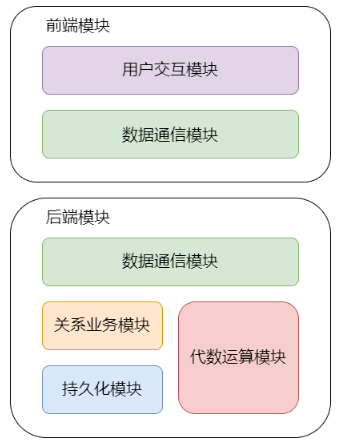 前端模块
用户交互模块
数据通信模块
后端模块
数据通信模块
关系业务模块
代数运算模块
持久化模块